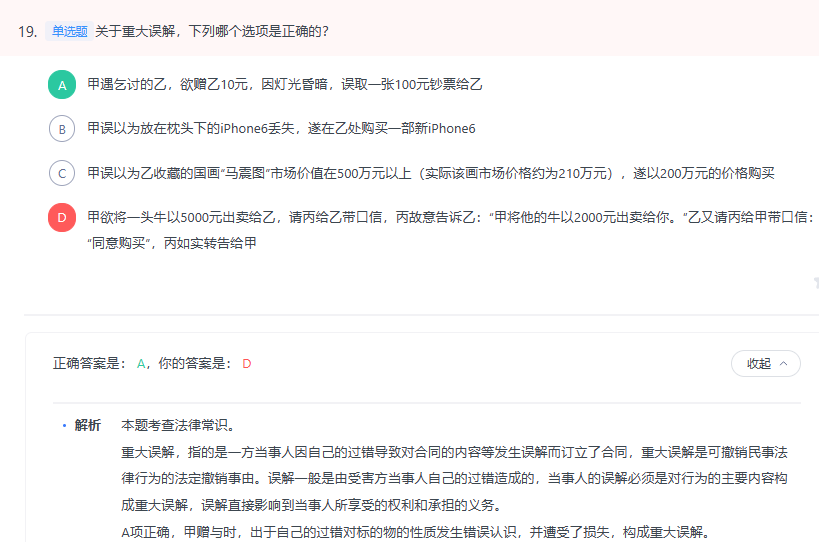 19. 单选题 关于重大误解，下列哪个选项是正确的？
A 甲遇乞讨的乙，欲赠乙10元，因灯光昏暗，误取一张100元钞票给乙
B 甲误以为放在枕头下的iPhone6丢失，遂在乙处购买一部新iPhone6
C 甲误以为乙收藏的国画“马震图”市场价值在500万元以上（实际该画市场价格约为210万元），遂以200万元的价格购买
D 甲欲将一头牛以5000元出卖给乙，请丙给乙带口信，丙故意告诉乙：“甲将他的牛以2000元出卖给你。”乙又请丙给甲带口信：
“同意购买”，丙如实转告给甲
正确答案是： A，你的答案是： D
收起
解析 本题考查法律常识。
重大误解，指的是一方当事人因自己的过错导致对合同的内容等发生误解而订立了合同，重大误解是可撤销民事法
律行为的法定撤销事由。误解一般是由受害方当事人自己的过错造成的，当事人的误解必须是对行为的主要内容构
成重大误解，误解直接影响到当事人所享受的权利和承担的义务。
A项正确，甲赠与时，出于自己的过错对标的物的性质发生错误认识，并遭受了损失，构成重大误解。